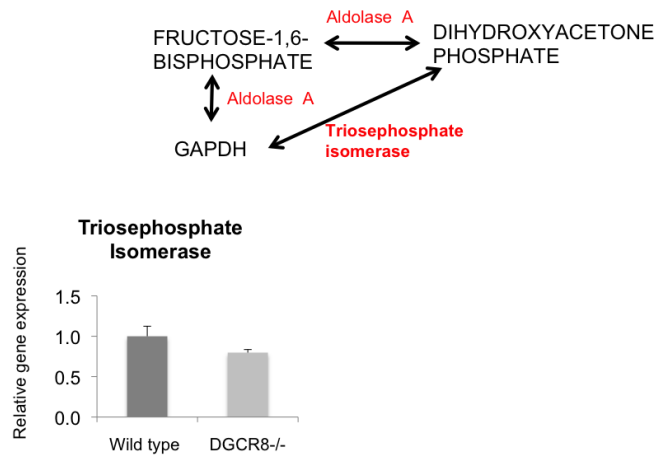 Aldolase A
FRUCTOSE-1,6-
BISPHOSPHATE
DIHYDROXYACETONE
PHOSPHATE
Aldolase A
GAPDH
Triosephosphate
isomerase
Triosephosphate
Isomerase
Relative gene expression
1.5
1.0
0.5
0.0
Wild type
DGCR8-/-